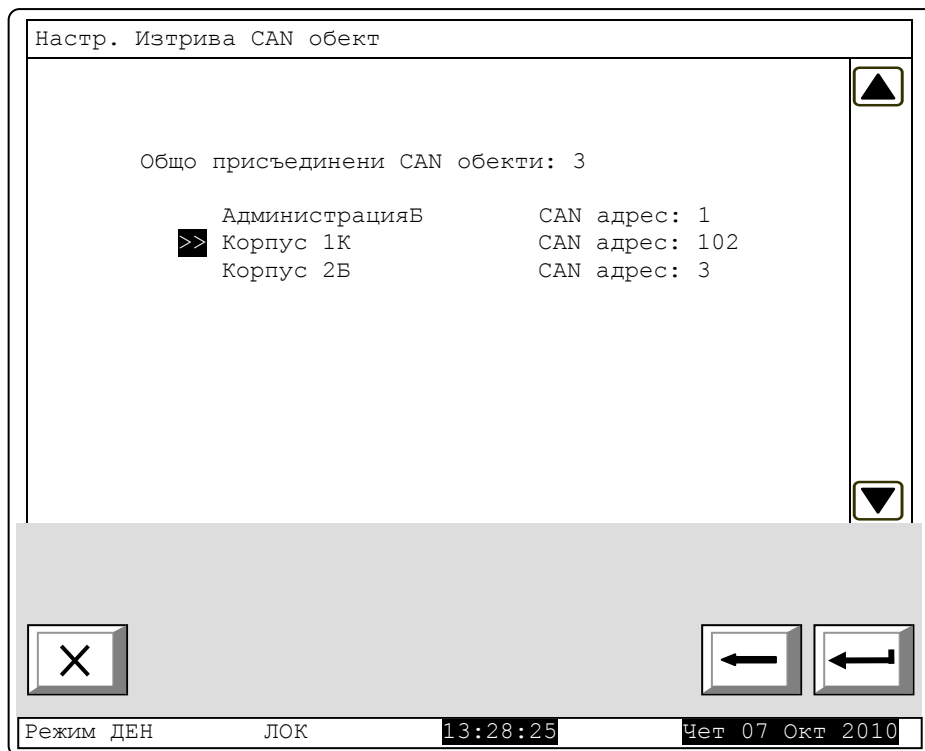 Настр. Изтрива CAN обект
Общо присъединени CAN обекти: 3
АдминистрацияБ CAN адрес: 1
>> Корпус 1К CAN адрес: 102
Корпус 2Б CAN адрес: 3
Режим ДЕН ЛОК 13:28:25 Чет 07 Окт 2010